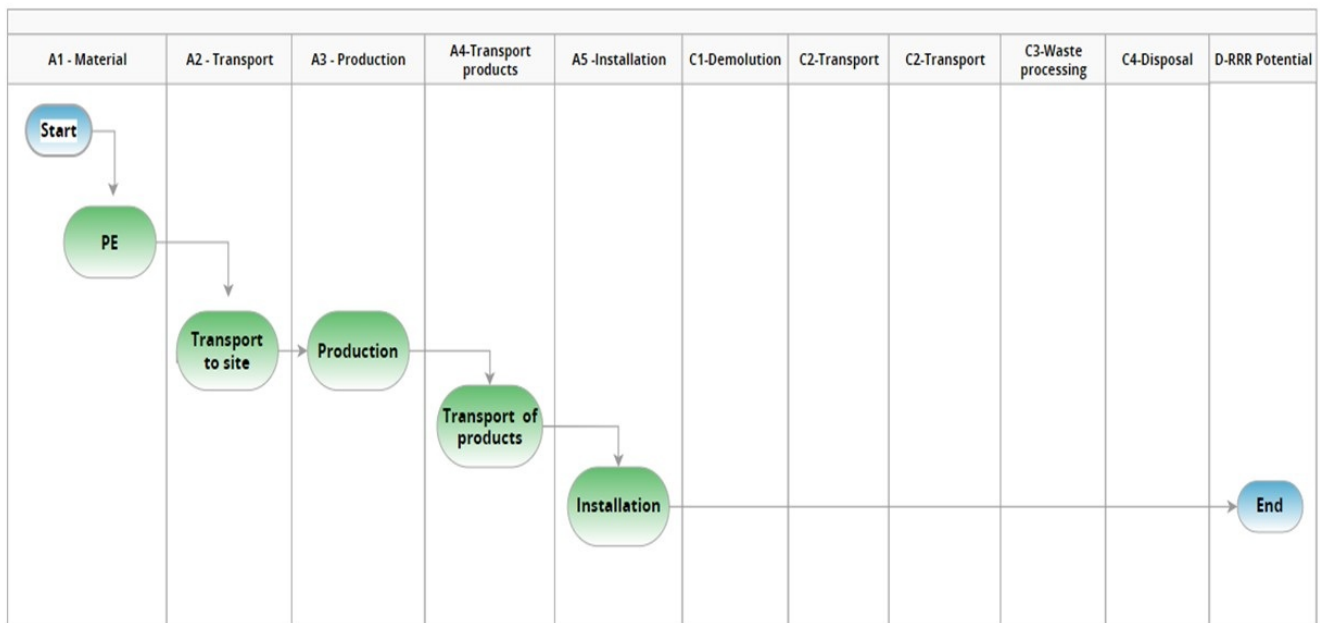 A1 - Material
A2 - Transport
A3 - Production
A4-Transport
products
A5 -Installation
C1-Demolution
C2-Transport
C2-Transport
C3-Waste
processing
C4-Disposal
D-RRR Potential
Start
PE
Transport
to site
Production
Transport of
products
Installation
End